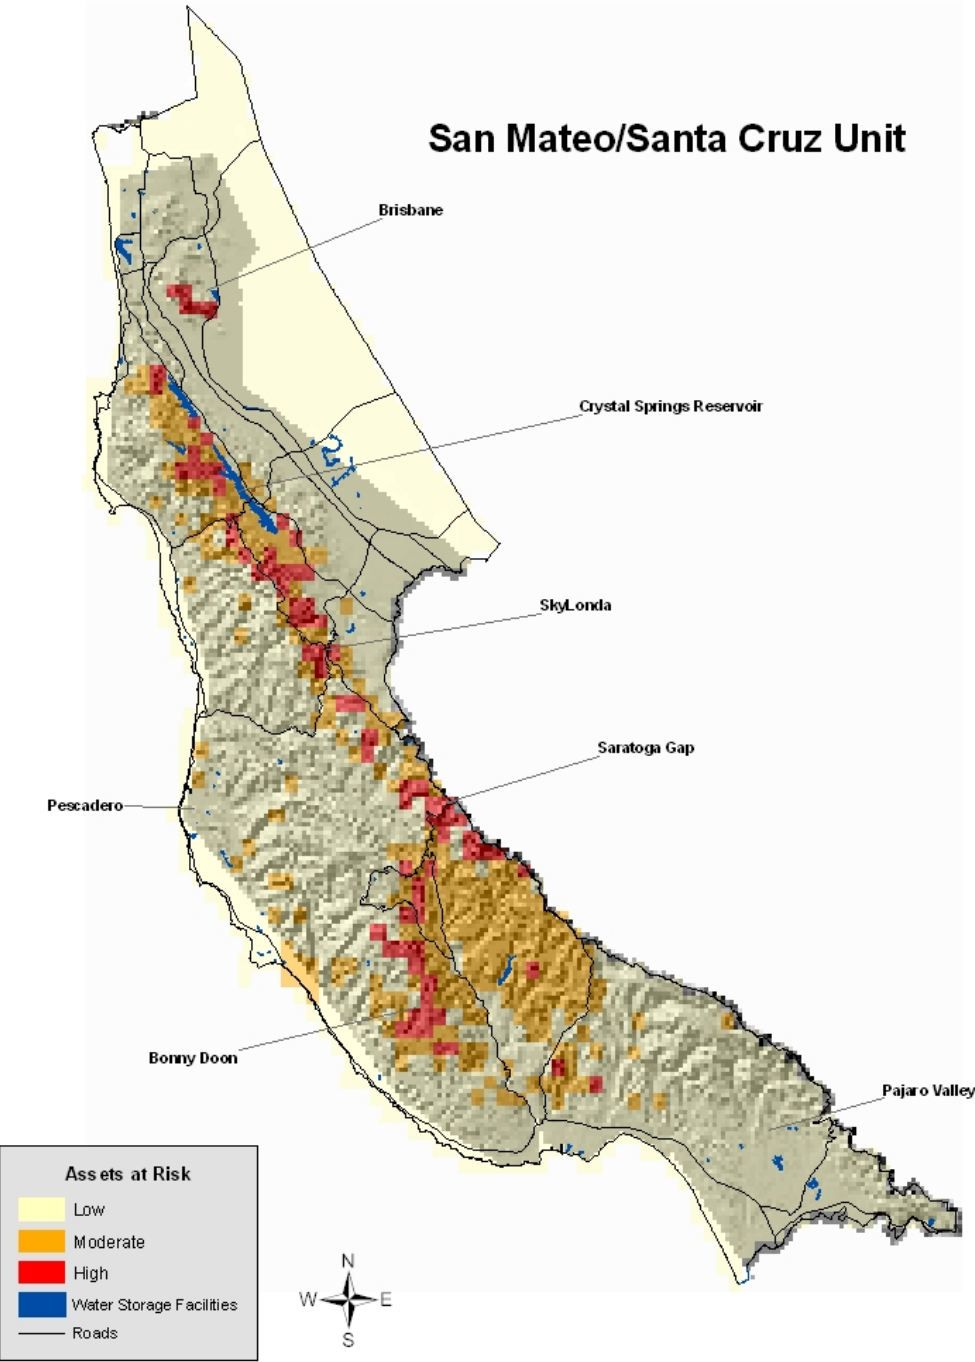 San Mateo/Santa Cruz Unit
Brisbane
Crystal Springs Reservoir
SkyLonda
Saratoga Gap
Pescadero
Bonny Doon
Pajaro Valley
Assets at Risk
Low
Moderate
High
Water Storage Facilities
Roads
N
W E
S